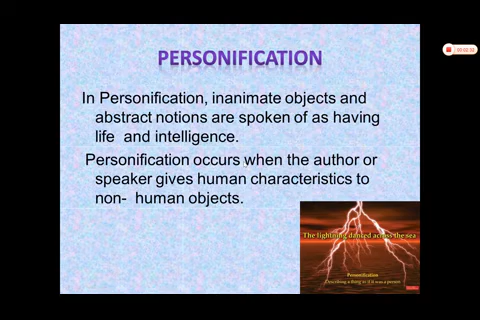 PERSONIFICATION
In Personification, inanimate objects and
abstract notions are spoken of as having
life and intelligence.
Personification occurs when the author or
speaker gives human characteristics to
non- human objects.
The lightning danced across the sea
Personification
Describing a thing as if it was a person